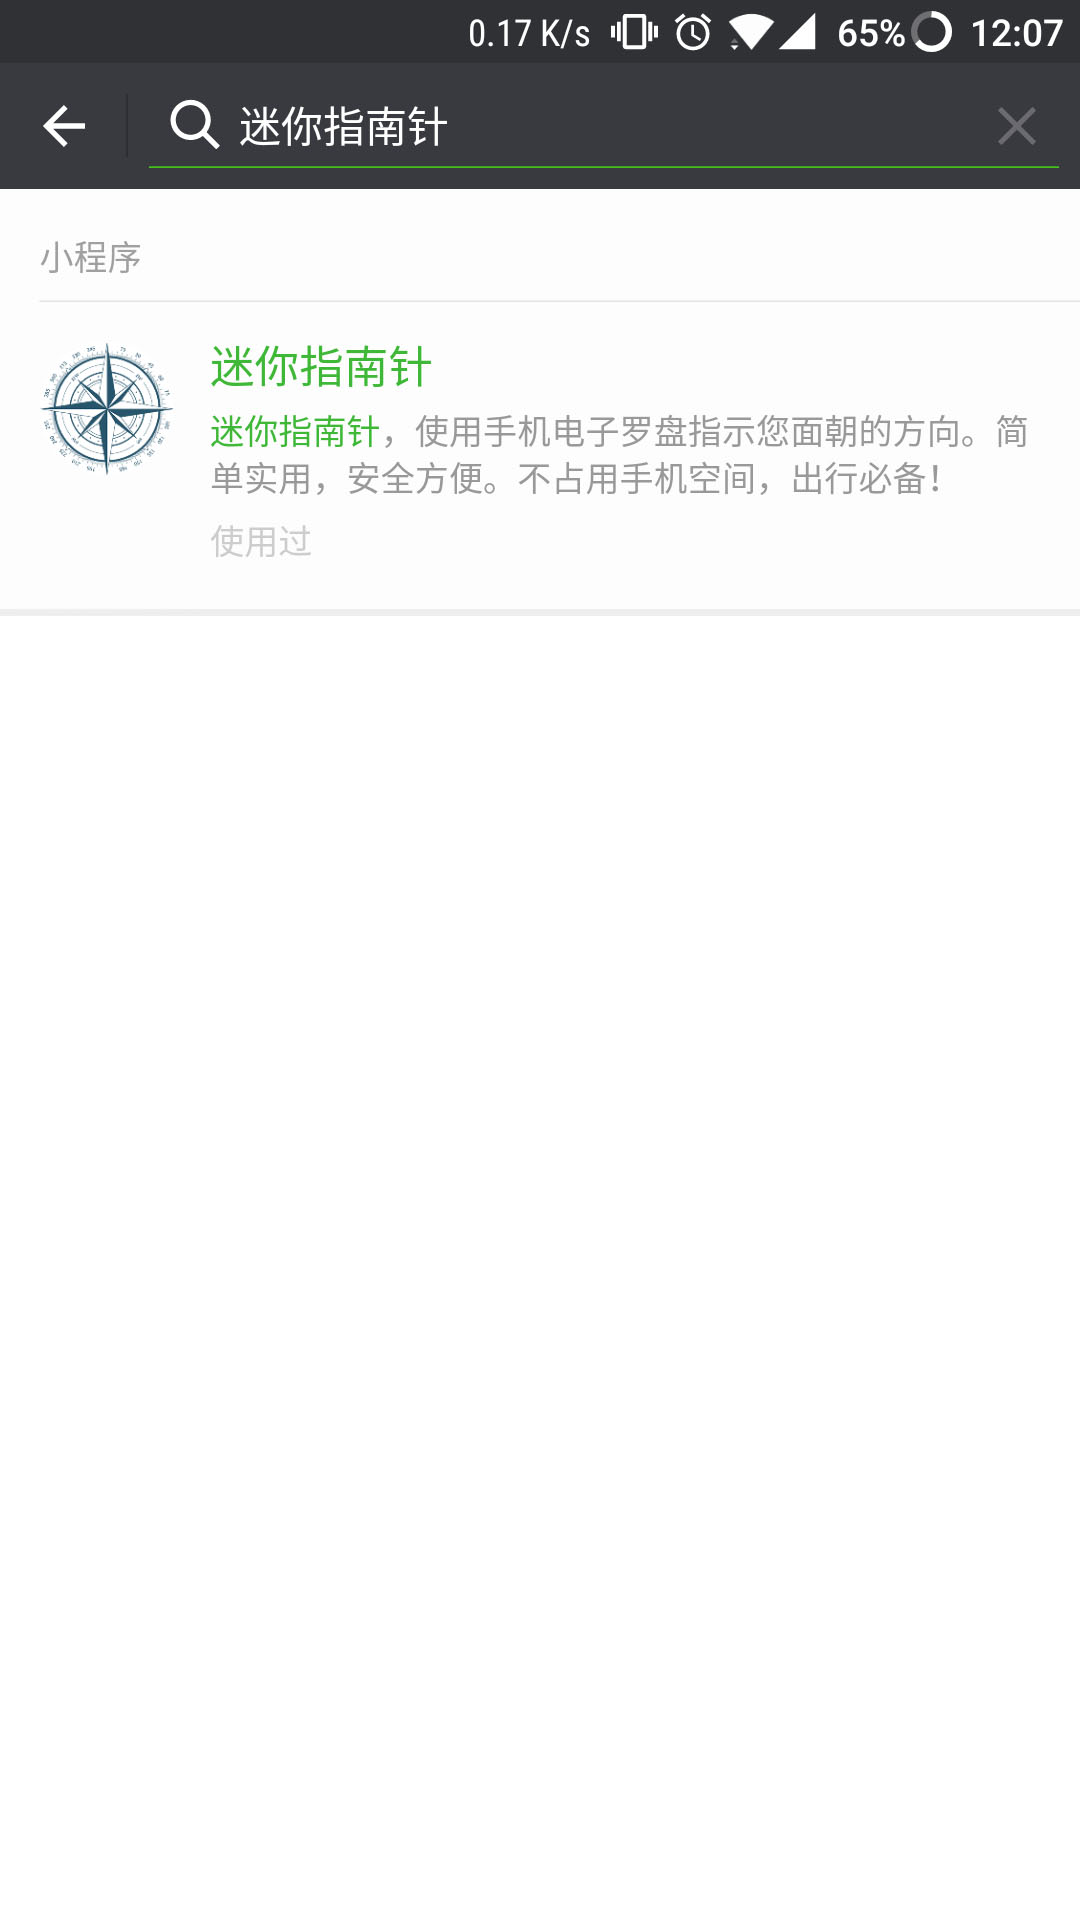 0.17 K/s 65% 12:07
迷你指南针
小程序
迷你指南针
迷你指南针，使用手机电子罗盘指示您面朝的方向。简
单实用，安全方便。不占用手机空间，出行必备！
使用过